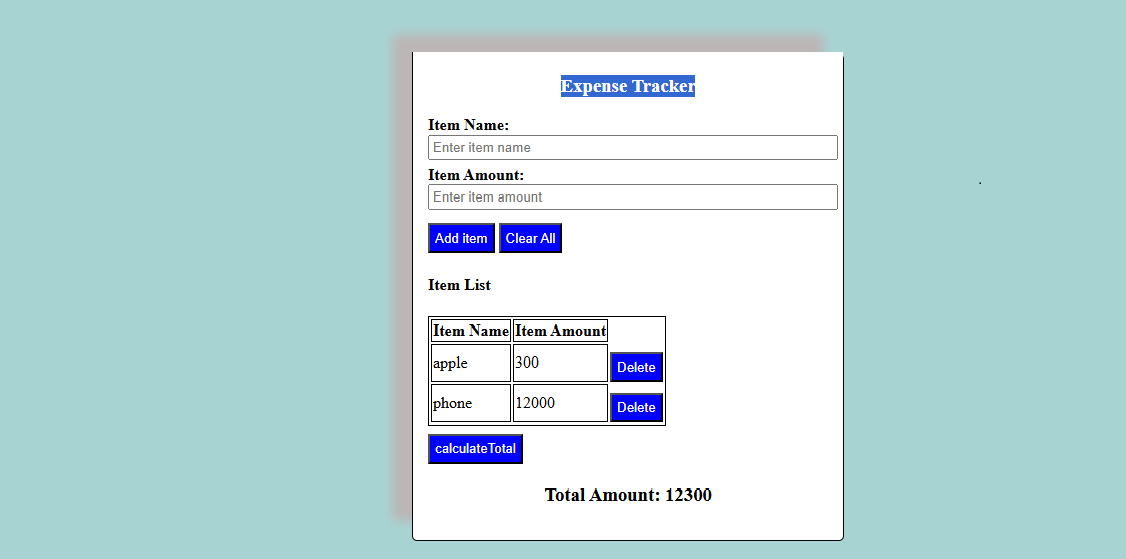 Expense Tracker
Item Name:
Enter item name
Item Amount:
Enter item amount
Add item Clear All
Item List
Item Name Item Amount
apple 300 Delete
phone 12000 Delete
calculateTotal
Total Amount: 12300